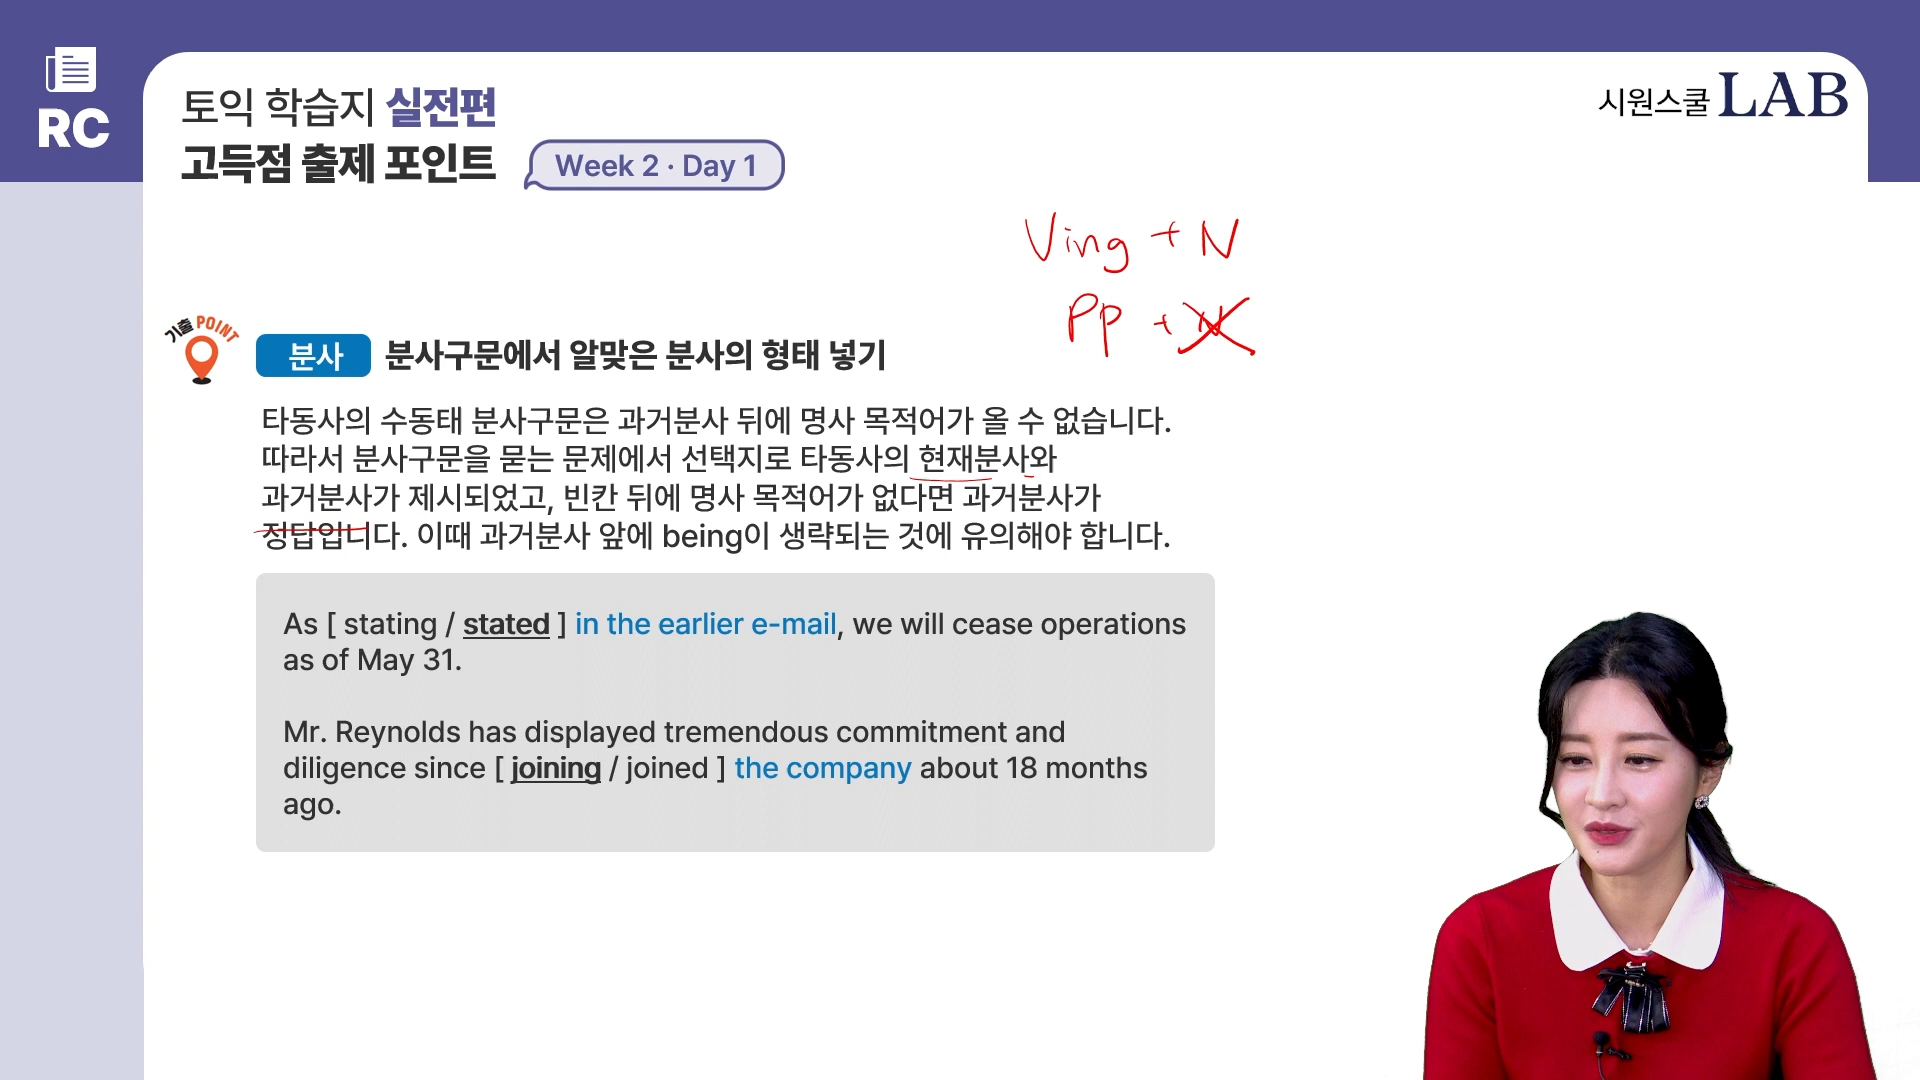 RC
토익 학습지 실전편
고득점 출제 포인트
Week 2 · Day 1
시원스쿨 LAB
Ving + N
PP + N
기출 POINT
분사 분사구문에서 알맞은 분사의 형태 넣기
타동사의 수동태 분사구문은 과거분사 뒤에 명사 목적어가 올 수 없습니다.
따라서 분사구문을 묻는 문제에서 선택지로 타동사의 현재분사와
과거분사가 제시되었고, 빈칸 뒤에 명사 목적어가 없다면 과거분사가
정답입니다. 이때 과거분사 앞에 being이 생략되는 것에 유의해야 합니다.
As [ stating / stated ] in the earlier e-mail, we will cease operations
as of May 31.
Mr. Reynolds has displayed tremendous commitment and
diligence since [ joining / joined ] the company about 18 months
ago.